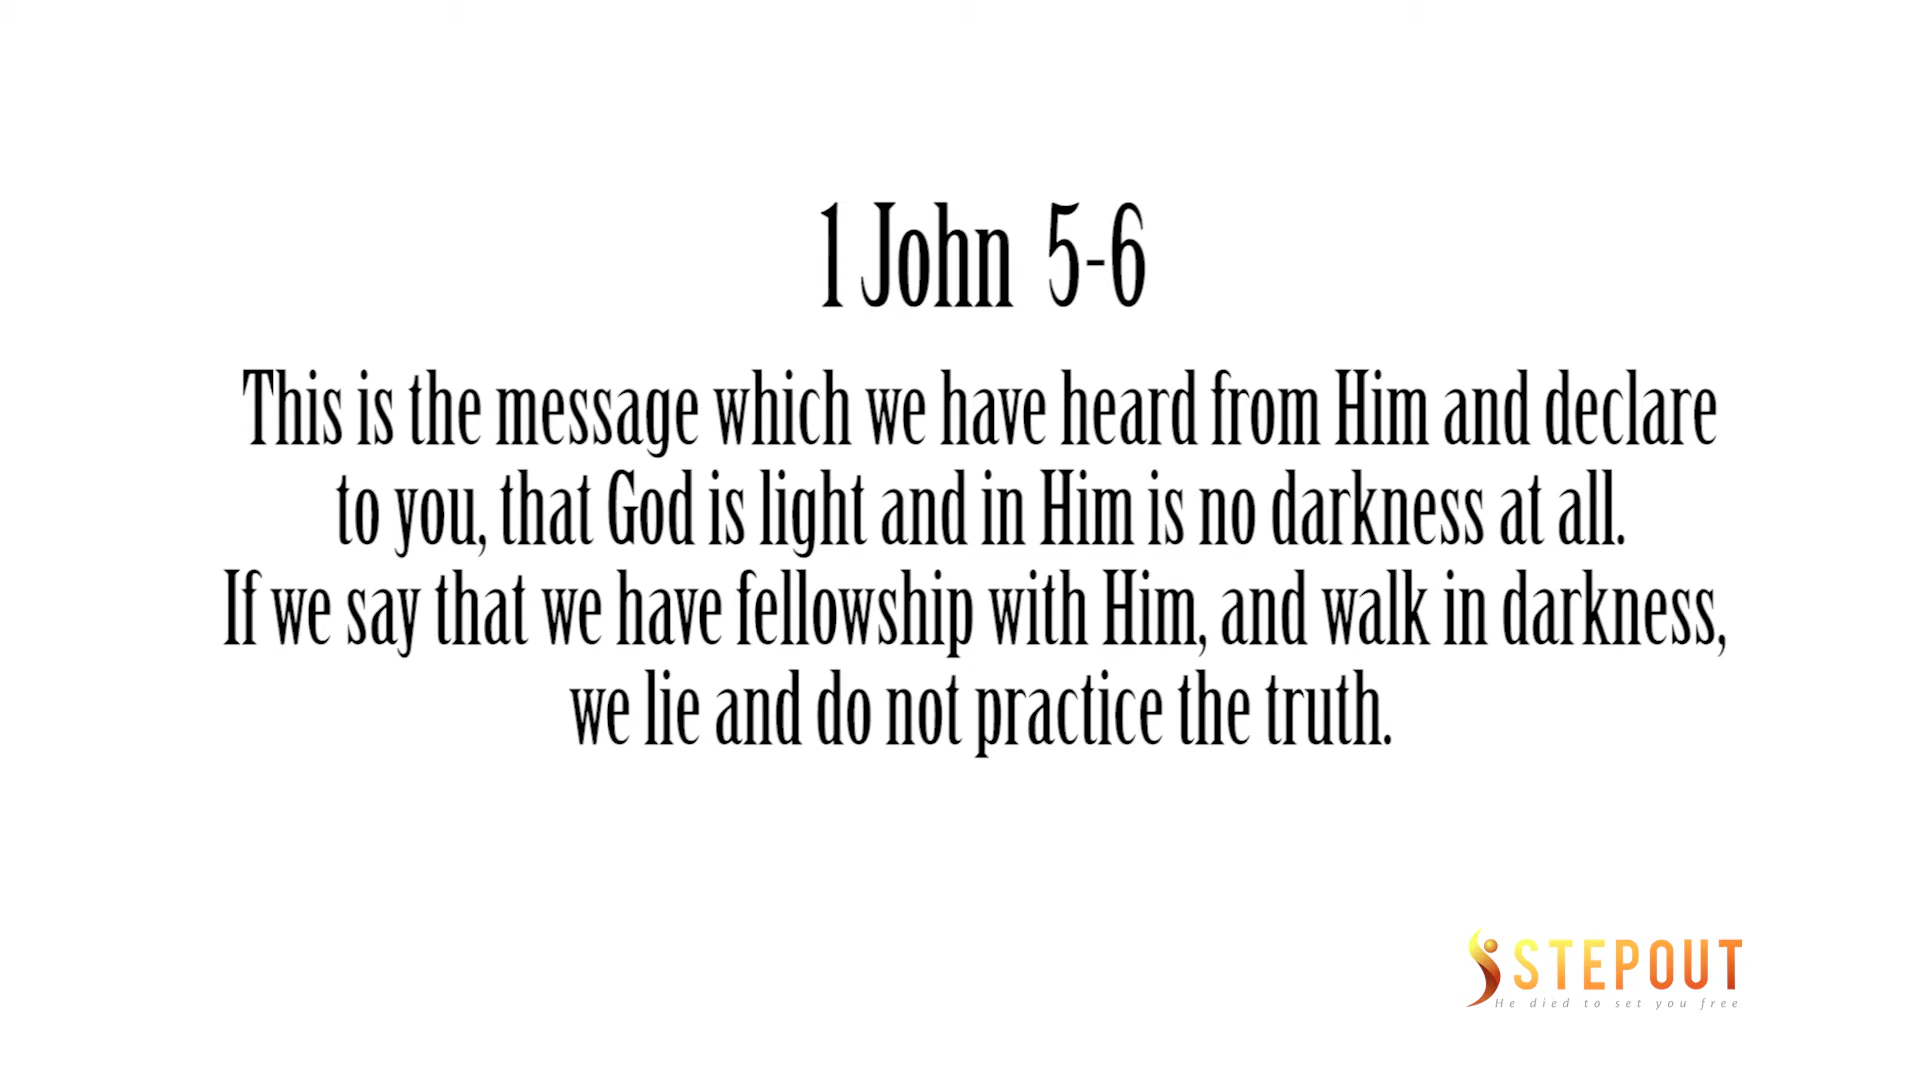 1 John 5-6
This is the message which we have heard from Him and declare
to you, that God is light and in Him is no darkness at all.
If we say that we have fellowship with Him, and walk in darkness,
we lie and do not practice the truth.
STEPOUT
He died to set you free